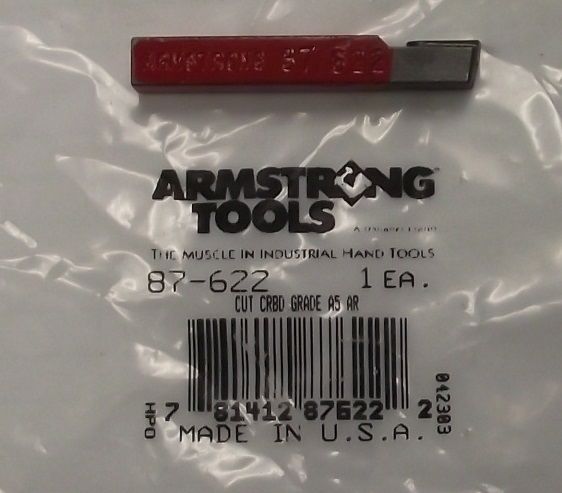 ARMSTRONG 87 622
ARMSTRONG
TOOLS
THE MUSCLE IN INDUSTRIAL HAND TOOLS
87-622 1 EA.
CUT CRBD GRADE A5 AR
7 81412 87622 2
HPO
042303
MADE IN U.S.A.